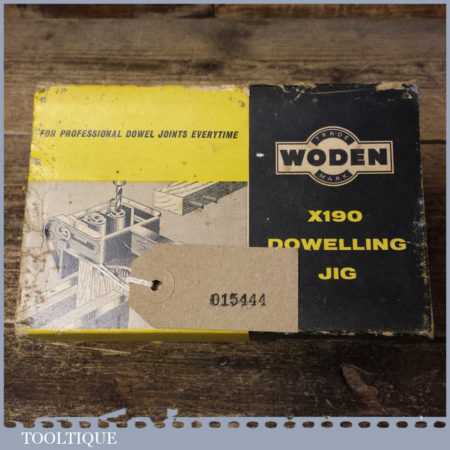 FOR PROFESSIONAL DOWEL JOINTS EVERYTIME
TRADE
WODEN
MARK
X190
DOWELLING
JIG
015444
TOOLTIQUE